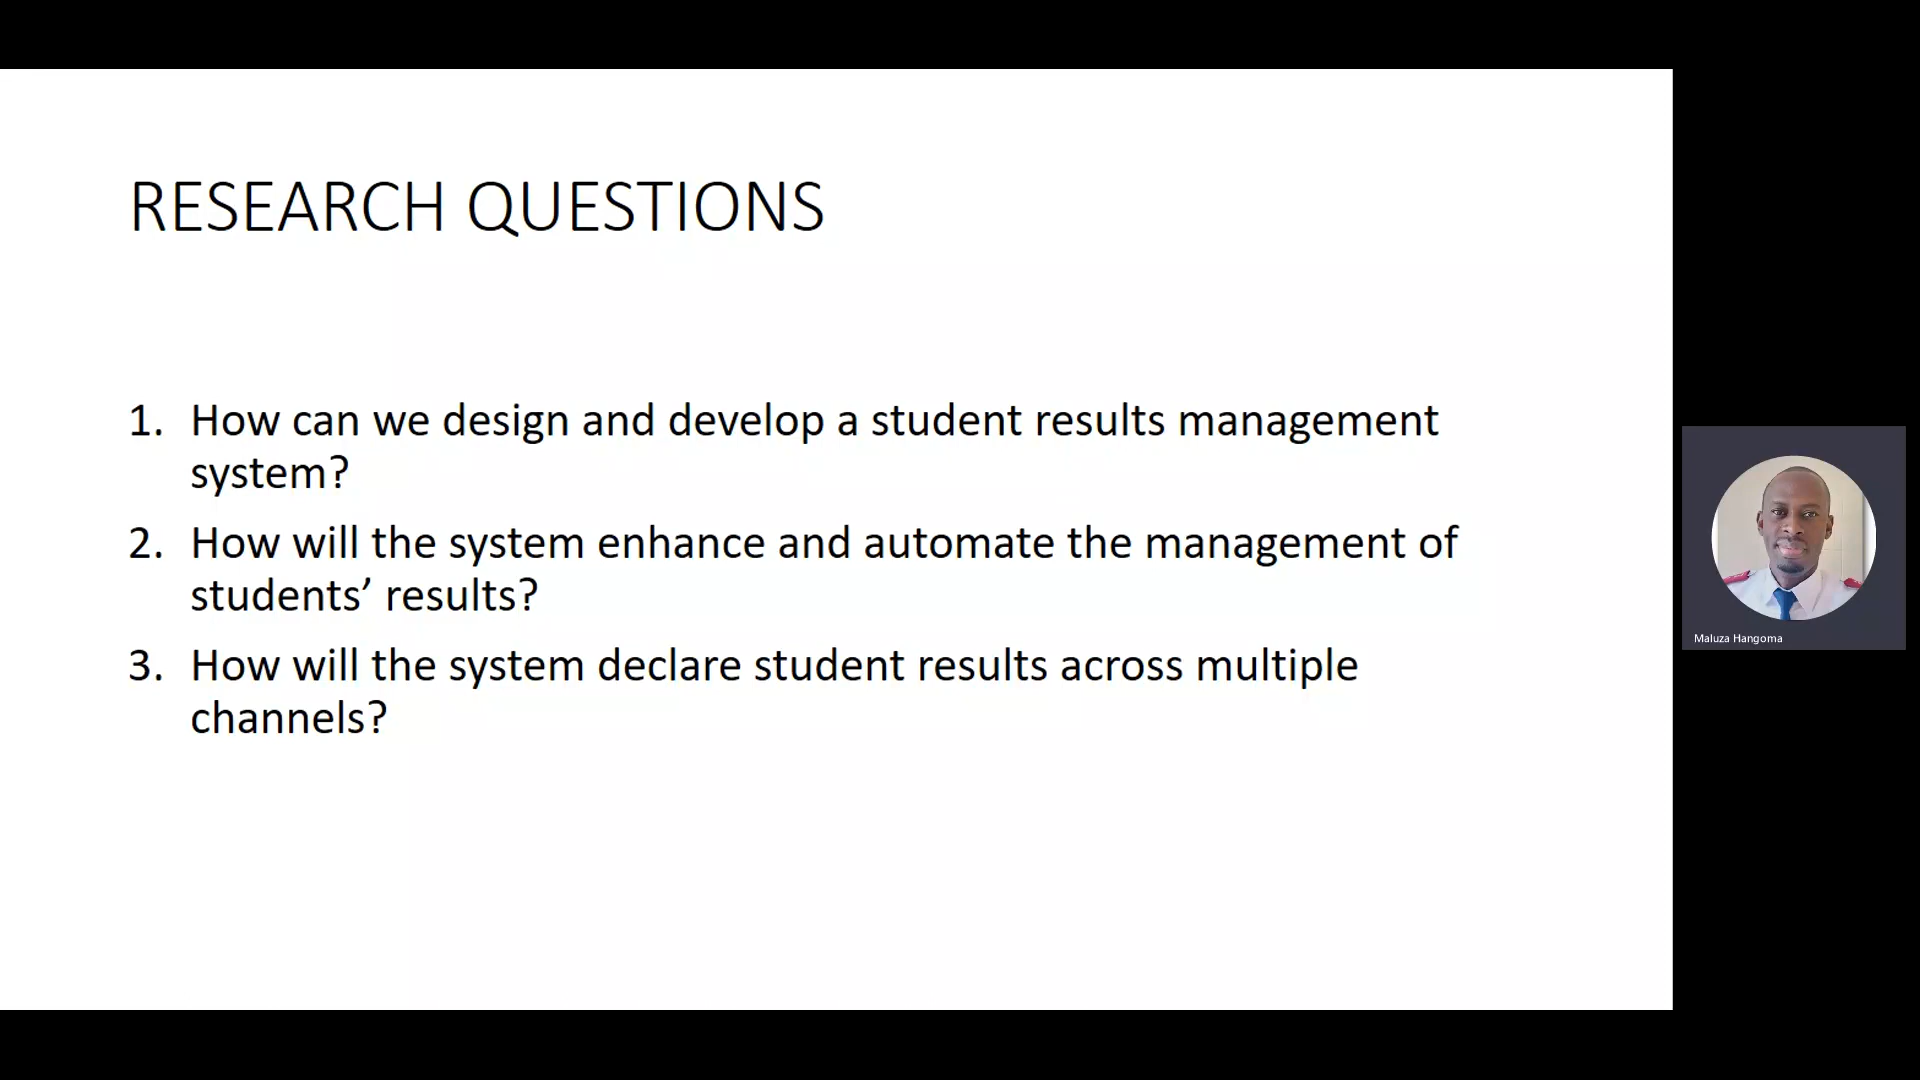 RESEARCH QUESTIONS
1. How can we design and develop a student results management
system?
2. How will the system enhance and automate the management of
students’ results?
3. How will the system declare student results across multiple
channels?
Maluza Hangoma